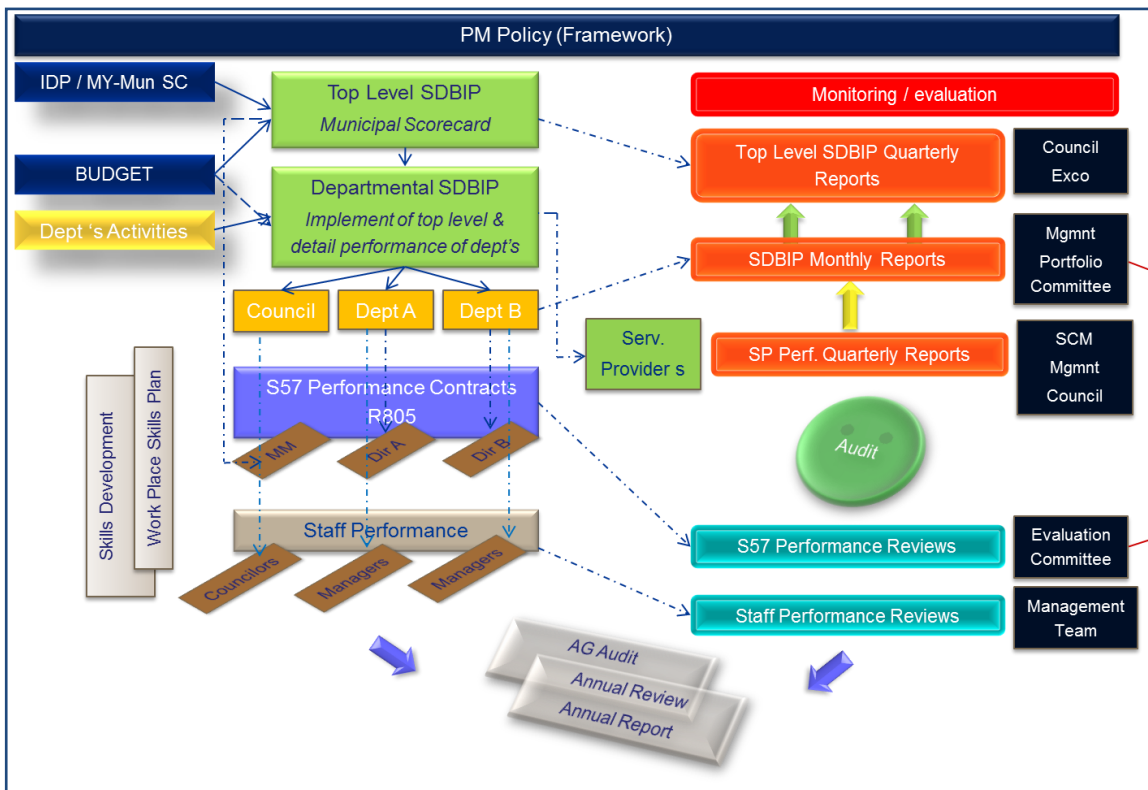 PM Policy (Framework)
IDP / MY-Mun SC
BUDGET
Dept 's Activities
Top Level SDBIP
Municipal Scorecard
Departmental SDBIP
Implement of top level &
detail performance of dept's
Council
Dept A
Dept B
Serv.
Provider s
S57 Performance Contracts
R805
MM
Dir A
Dir B
Staff Performance
Councilors
Managers
Managers
Skills Development
Work Place Skills Plan
Monitoring / evaluation
Top Level SDBIP Quarterly
Reports
Council
Exco
SDBIP Monthly Reports
Mgmnt
Portfolio
Committee
SP Perf. Quarterly Reports
SCM
Mgmnt
Council
Audit
S57 Performance Reviews
Evaluation
Committee
Staff Performance Reviews
Management
Team
AG Audit
Annual Review
Annual Report